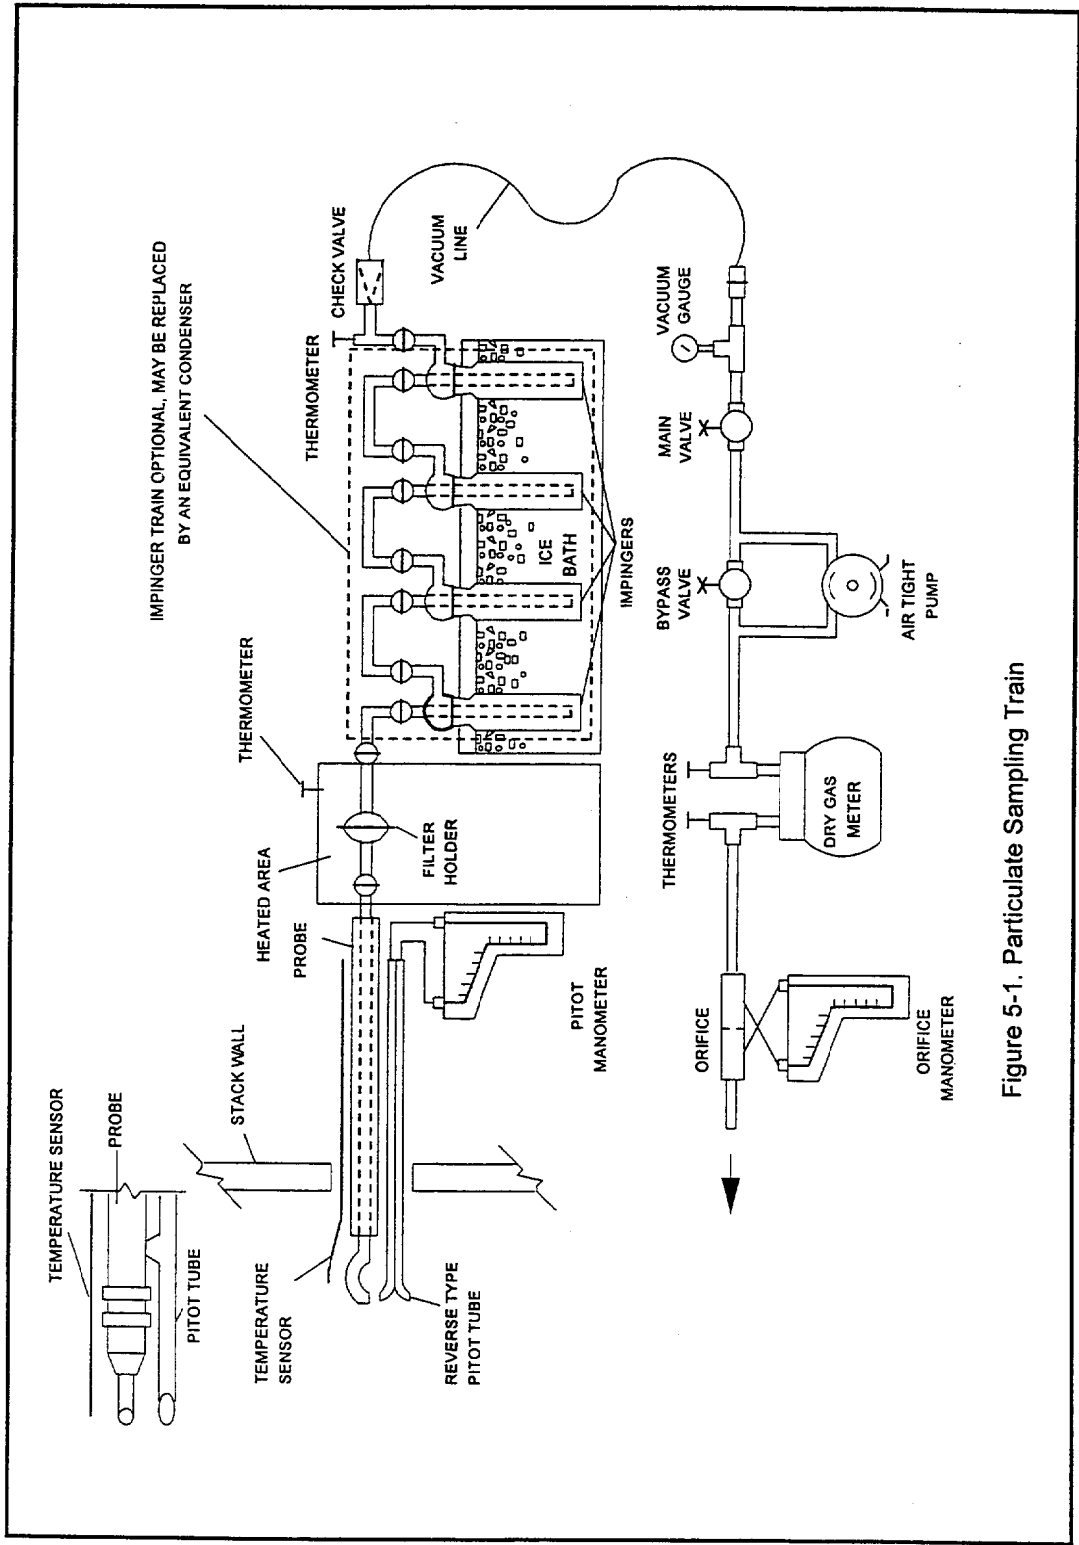 TEMPERATURE SENSOR
PROBE
PITOT TUBE
IMPINGER TRAIN OPTIONAL, MAY BE REPLACED
BY AN EQUIVALENT CONDENSER
STACK WALL
HEATED AREA
THERMOMETER
THERMOMETER
CHECK VALVE
TEMPERATURE
SENSOR
PROBE
FILTER
HOLDER
VACUUM
LINE
REVERSE TYPE
PITOT TUBE
PITOT
MANOMETER
ICE
BATH
IMPINGERS
THERMOMETERS
BYPASS
VALVE
MAIN
VALVE
VACUUM
GAUGE
ORIFICE
DRY GAS
METER
AIR TIGHT
PUMP
ORIFICE
MANOMETER
Figure 5-1. Particulate Sampling Train